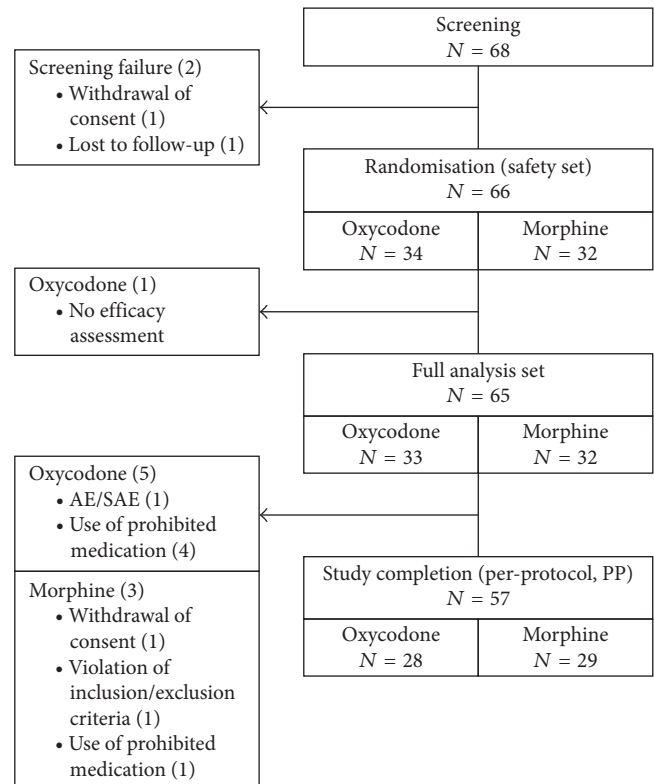 Screening
N = 68
Screening failure (2)
• Withdrawal of
consent (1)
• Lost to follow-up (1)
Randomisation (safety set)
N = 66
Oxycodone
N = 34
Morphine
N = 32
Oxycodone (1)
• No efficacy
assessment
Full analysis set
N = 65
Oxycodone
N = 33
Morphine
N = 32
Oxycodone (5)
• AE/SAE (1)
• Use of prohibited
medication (4)
Morphine (3)
• Withdrawal of
consent (1)
• Violation of
inclusion/exclusion
criteria (1)
• Use of prohibited
medication (1)
Study completion (per-protocol, PP)
N = 57
Oxycodone
N = 28
Morphine
N = 29